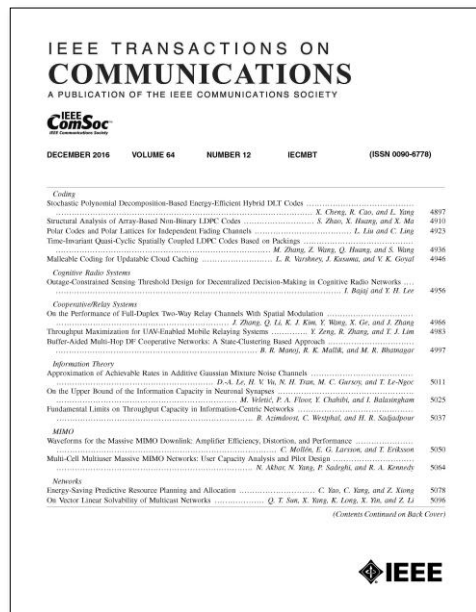 IEEE TRANSACTIONS ON
COMMUNICATIONS
A PUBLICATION OF THE IEEE COMMUNICATIONS SOCIETY
IEEE
ComSoc™
IEEE Communications Society
DECEMBER 2016 VOLUME 64 NUMBER 12 IECMBT (ISSN 0090-6778)
Coding
Stochastic Polynomial Decomposition-Based Energy-Efficient Hybrid DLT Codes
X. Cheng, R. Cao, and L. Yang 4897
Structural Analysis of Array-Based Non-Binary LDPC Codes S. Zhao, X. Huang, and X. Ma 4910
Polar Codes and Polar Lattices for Independent Fading Channels L. Liu and C. Ling 4923
Time-Invariant Quasi-Cyclic Spatially Coupled LDPC Codes Based on Packings
M. Zhang, Z. Wang, Q. Huang, and S. Wang 4936
Malleable Coding for Updatable Cloud Caching L. R. Varshney, J. Kusuma, and V. K. Goyal 4946
Cognitive Radio Systems
Outage-Constrained Sensing Threshold Design for Decentralized Decision-Making in Cognitive Radio Networks
I. Bajaj and Y. H. Lee 4956
Cooperative/Relay Systems
On the Performance of Full-Duplex Two-Way Relay Channels With Spatial Modulation
J. Zhang, Q. Li, K. J. Kim, Y. Wang, X. Ge, and J. Zhang 4966
Throughput Maximization for UAV-Enabled Mobile Relaying Systems Y. Zeng, R. Zhang, and T. J. Lim 4983
Buffer-Aided Multi-Hop DF Cooperative Networks: A State-Clustering Based Approach
B. R. Manoj, R. K. Mallik, and M. R. Bhatnagar 4997
Information Theory
Approximation of Achievable Rates in Additive Gaussian Mixture Noise Channels
D.-A. Le, H. V. Vu, N. H. Tran, M. C. Gursoy, and T. Le-Ngoc 5011
On the Upper Bound of the Information Capacity in Neuronal Synapses
M. Veletić, P. A. Floor, Y. Chahibi, and I. Balasingham 5025
Fundamental Limits on Throughput Capacity in Information-Centric Networks
B. Azimdoost, C. Westphal, and H. R. Sadjadpour 5037
MIMO
Waveforms for the Massive MIMO Downlink: Amplifier Efficiency, Distortion, and Performance
C. Mollén, E. G. Larsson, and T. Eriksson 5050
Multi-Cell Multiuser Massive MIMO Networks: User Capacity Analysis and Pilot Design
N. Akbar, N. Yang, P. Sadeghi, and R. A. Kennedy 5064
Networks
Energy-Saving Predictive Resource Planning and Allocation C. Yao, C. Yang, and Z. Xiong 5078
On Vector Linear Solvability of Multicast Networks Q. T. Sun, X. Yang, K. Long, X. Yin, and Z. Li 5096
(Contents Continued on Back Cover)
IEEE